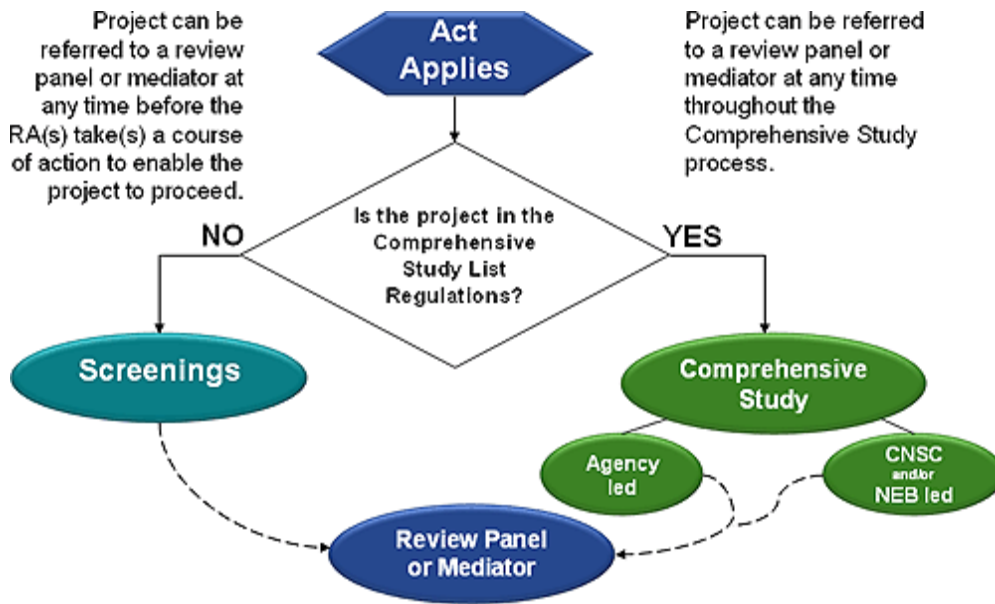 Project can be
referred to a review
panel or mediator at
any time before the
RA(s) take(s) a course
of action to enable the
project to proceed.
Act
Applies
Project can be referred
to a review panel or
mediator at any time
throughout the
Comprehensive Study
process.
Is the project in the
Comprehensive
Study List
Regulations?
NO
YES
Screenings
Comprehensive
Study
Agency
led
CNSC
and/or
NEB led
Review Panel
or Mediator